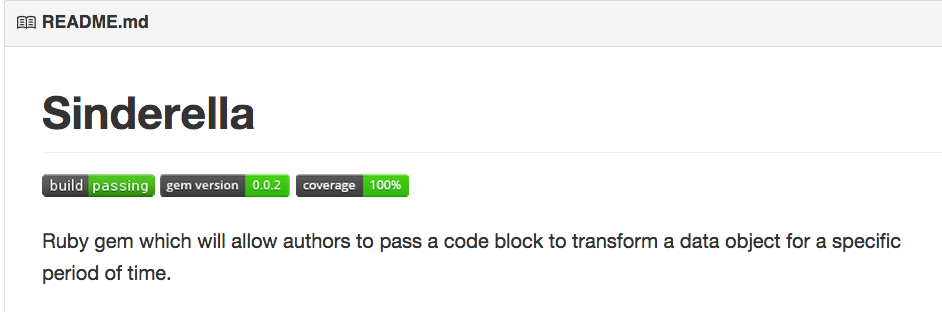 README.md
Sinderella
build passing gem version 0.0.2 coverage 100%
Ruby gem which will allow authors to pass a code block to transform a data object for a specific
period of time.